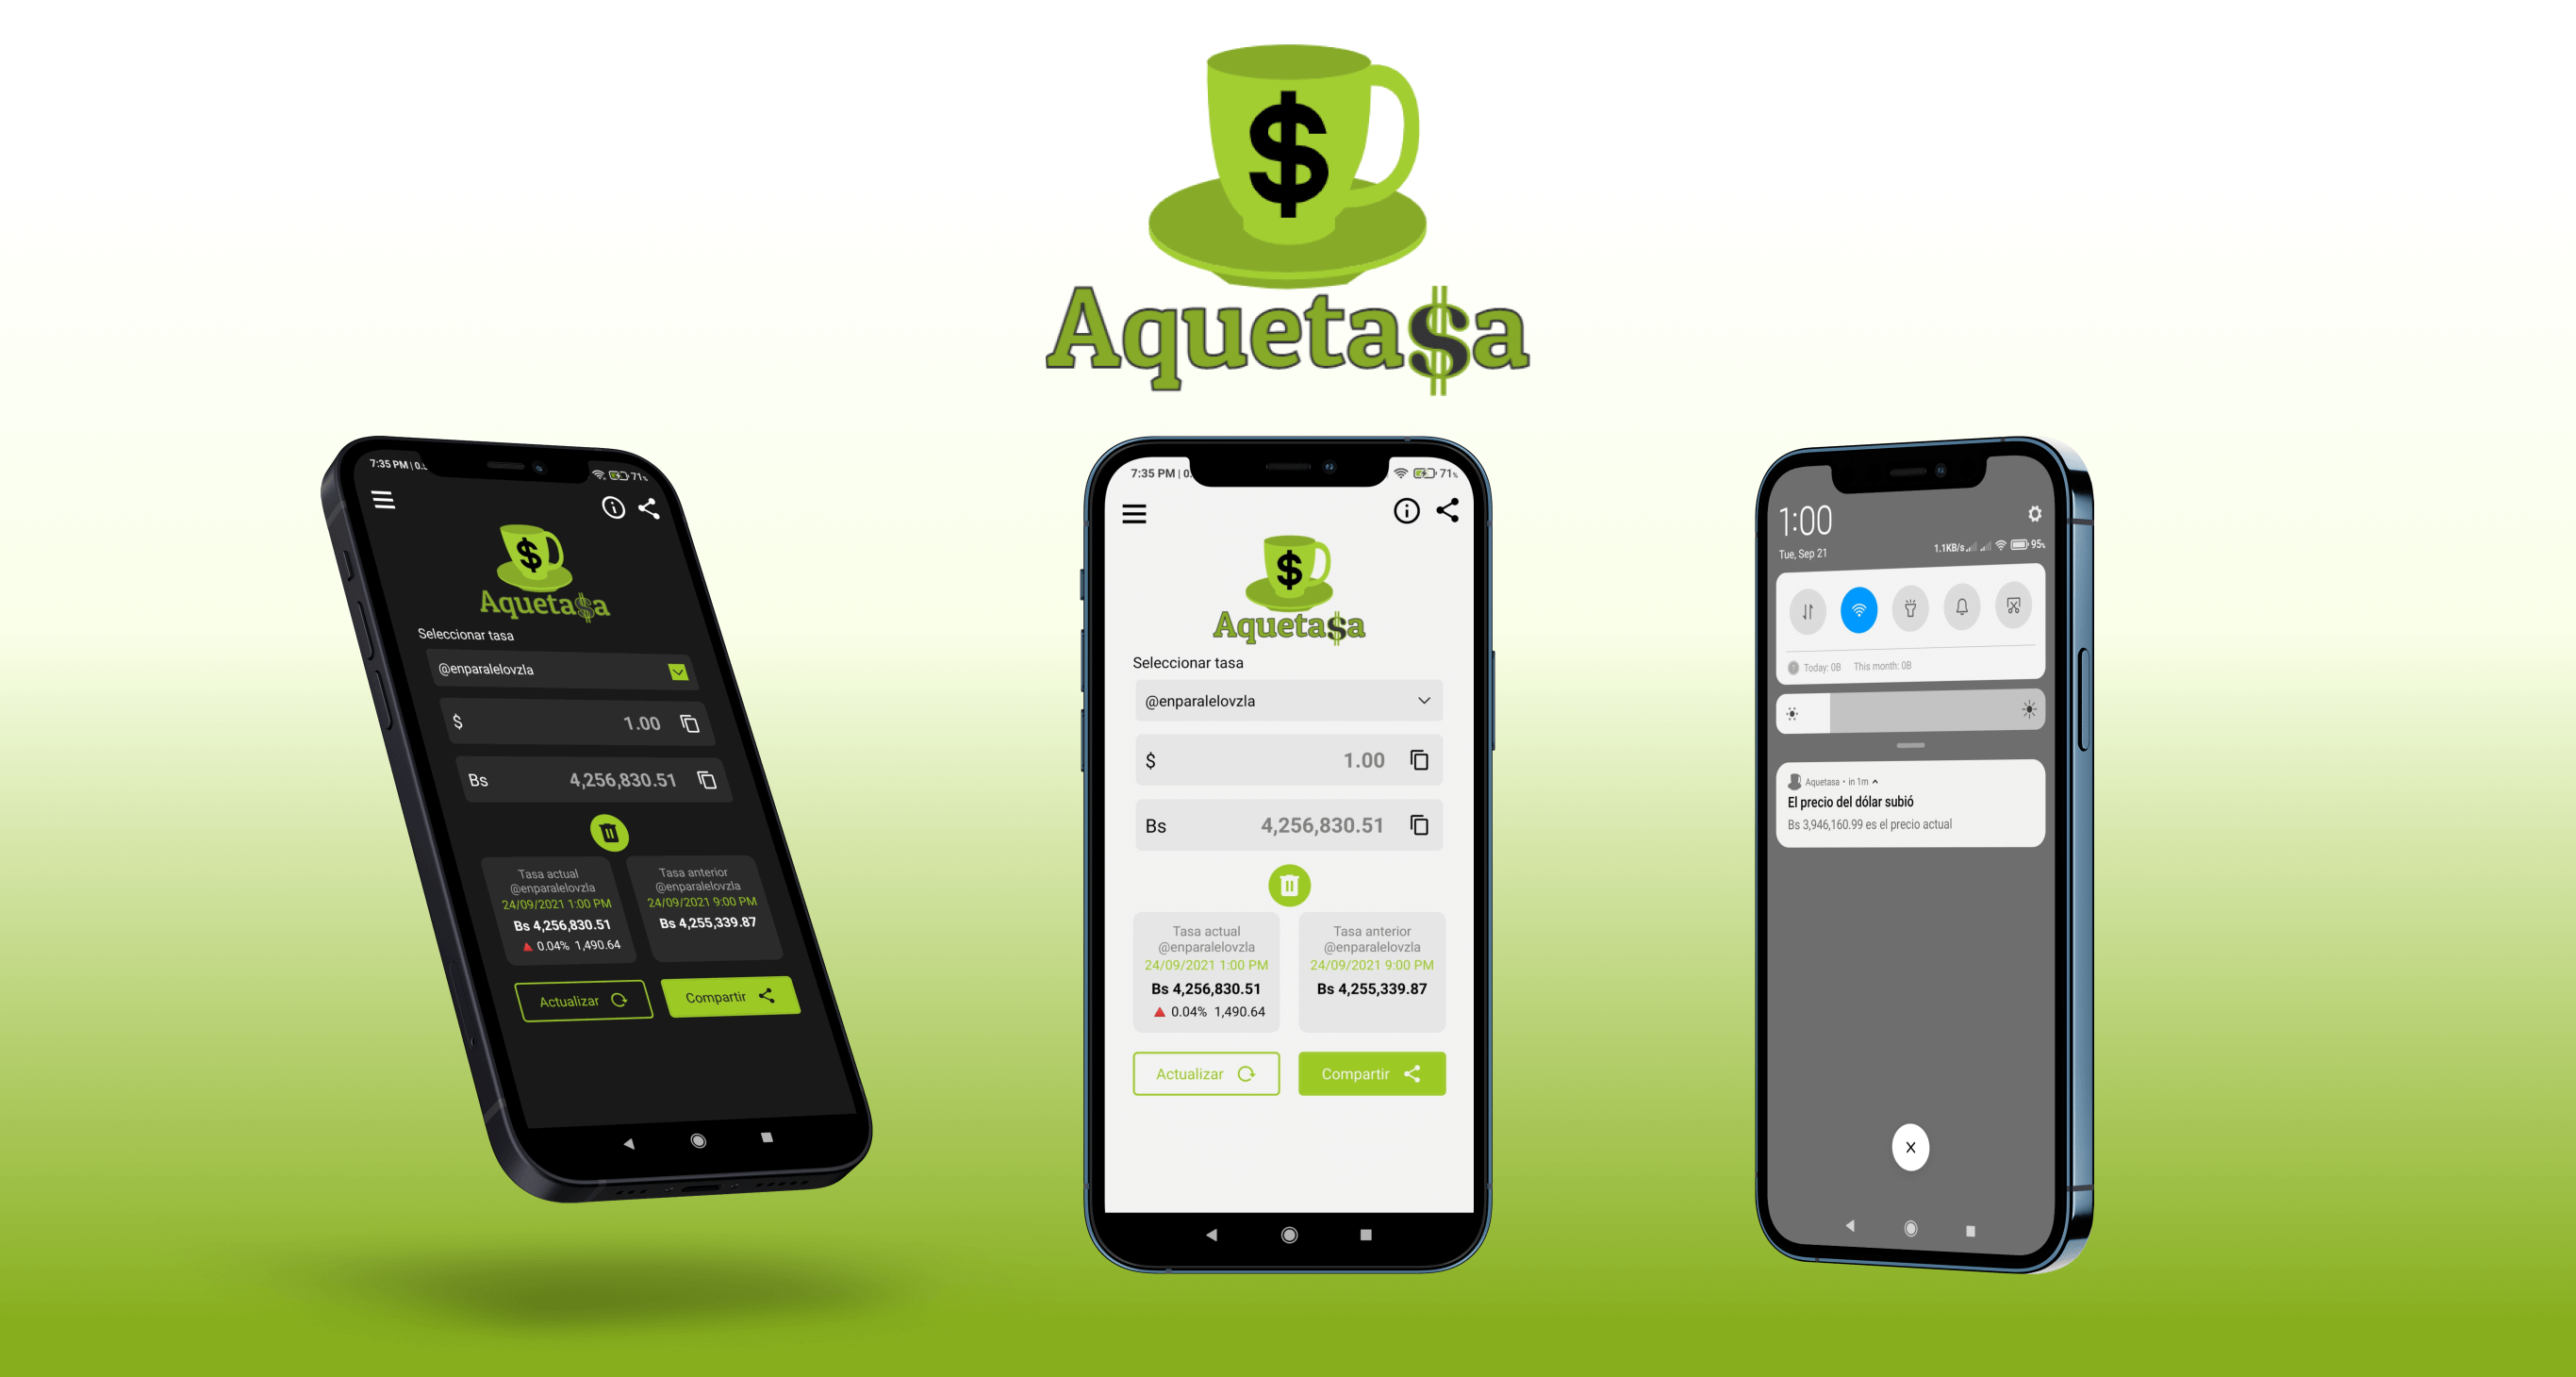 $
Aqueta$a
7:35 PM | 0.
71%
$
Aqueta$a
Seleccionar tasa
@enparalelovzla
$ 1.00
Bs 4,256,830.51
Tasa actual
@enparalelovzla
24/09/2021 1:00 PM
Bs 4,256,830.51
0.04% 1,490.64
Tasa anterior
@enparalelovzla
24/09/2021 9:00 PM
Bs 4,255,339.87
Actualizar
Compartir
7:35 PM | 0.
71%
$
Aqueta$a
Seleccionar tasa
@enparalelovzla
$ 1.00
Bs 4,256,830.51
Tasa actual
@enparalelovzla
24/09/2021 1:00 PM
Bs 4,256,830.51
0.04% 1,490.64
Tasa anterior
@enparalelovzla
24/09/2021 9:00 PM
Bs 4,255,339.87
Actualizar
Compartir
1:00
Tue, Sep 21
1.1KB/s 95%
Today: 0B This month: 0B
Aquetasa • in 1m
El precio del dólar subió
Bs 3,946,160.99 es el precio actual